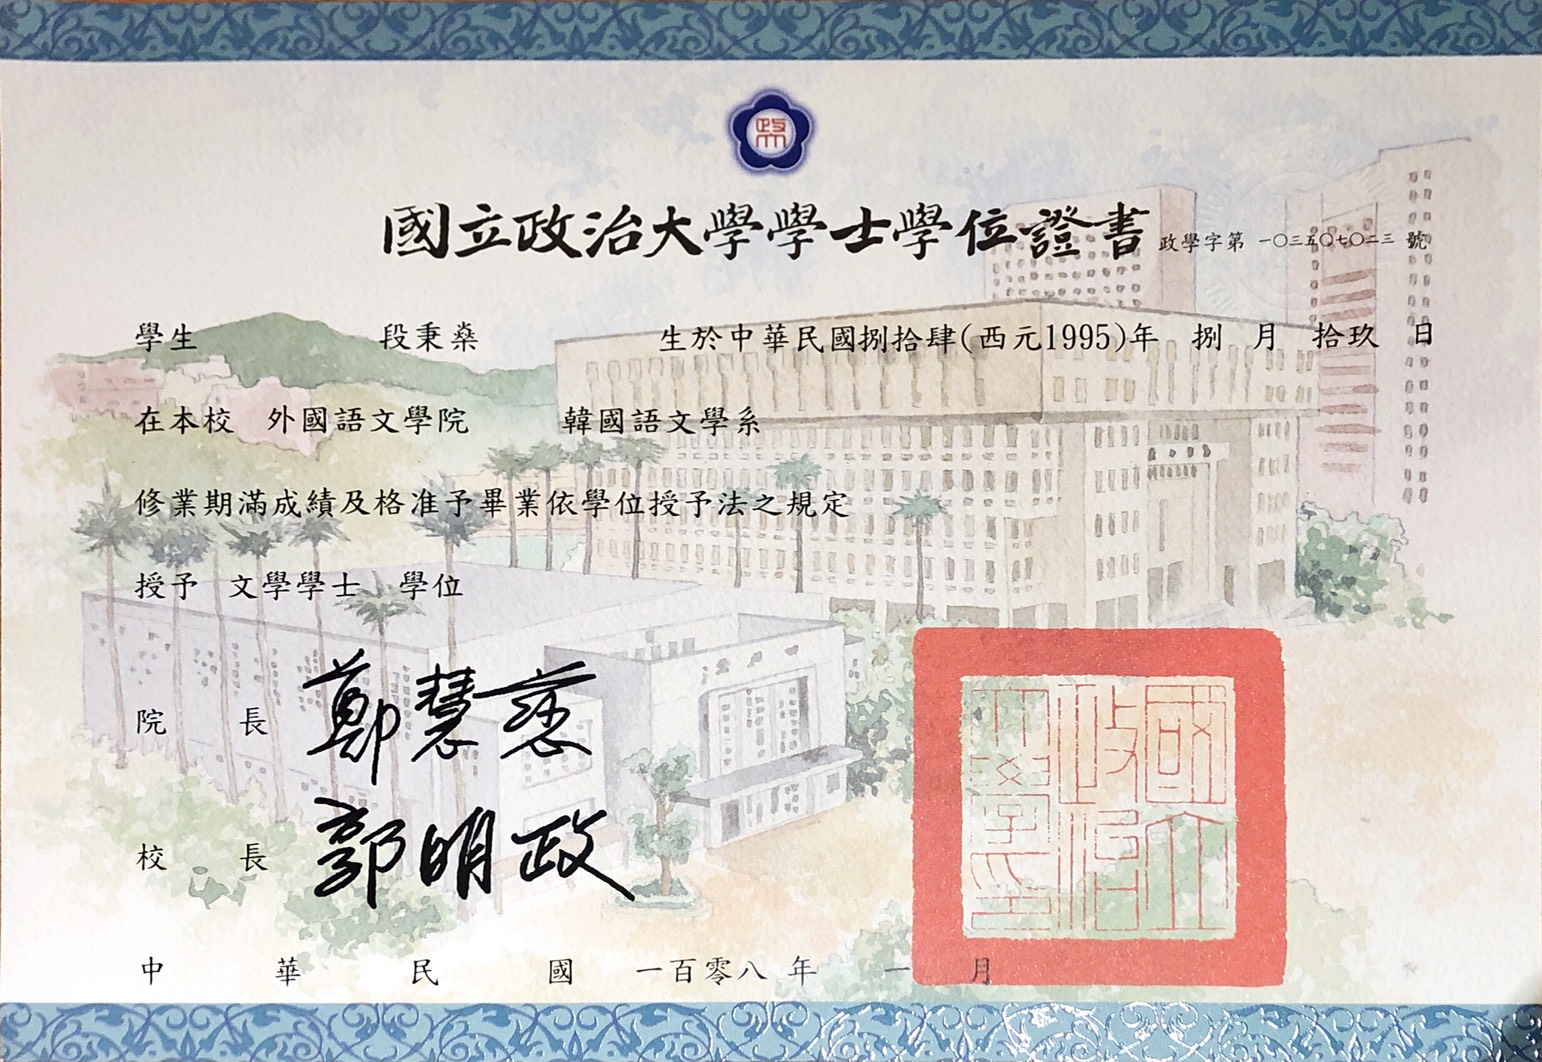 國立政治大學學士學位證書 政學字第 一〇三五〇七〇二三 號
學生 段秉燊 生於中華民國捌拾肆(西元1995)年 捌 月 拾玖 日
在本校 外國語文學院 韓國語文學系
修業期滿成績及格准予畢業依學位授予法之規定
授予 文學學士 學位
院 長 鄭慧慈
校 長 郭明政
國立政治大學印
中 華 民 國 一百零八 年 一 月